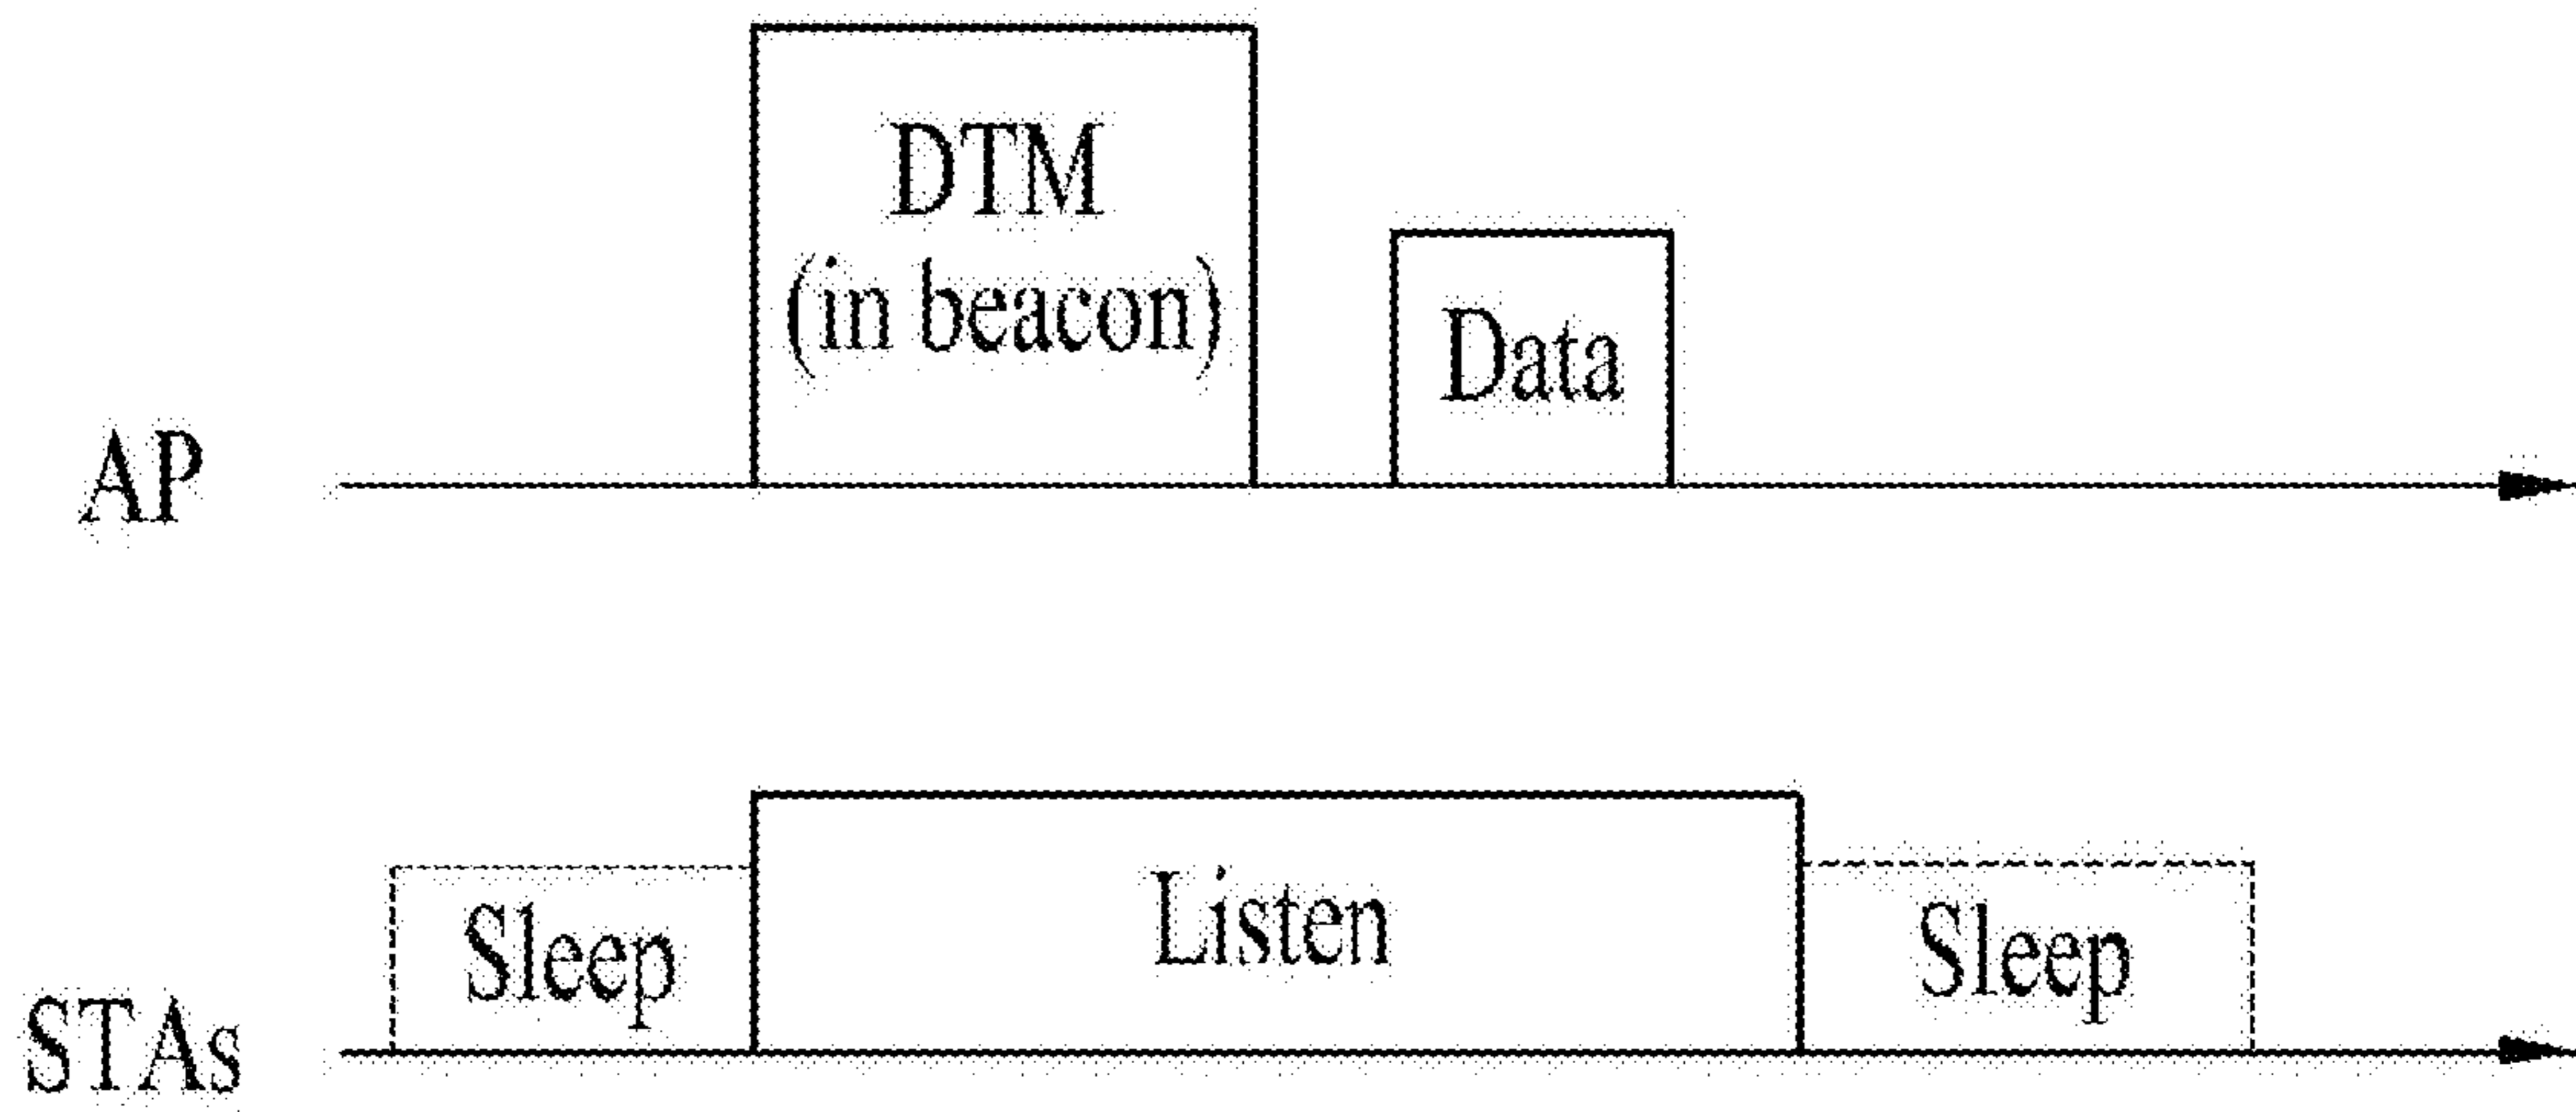 DTM
(in beacon)
Data
AP
Listen
Sleep
Sleep
STAs